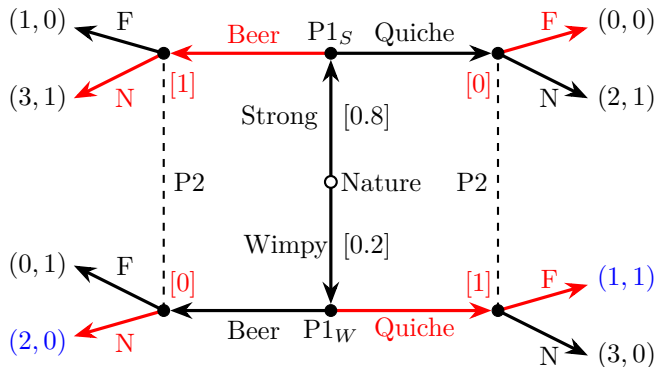 (1, 0) F Beer P1_S Quiche F (0, 0)
(3, 1) N [1] [0] N (2, 1)
Strong [0.8]
P2 Nature P2
Wimpy [0.2]
(0, 1) F [0] [1] F (1, 1)
(2, 0) N Beer P1_W Quiche N (3, 0)